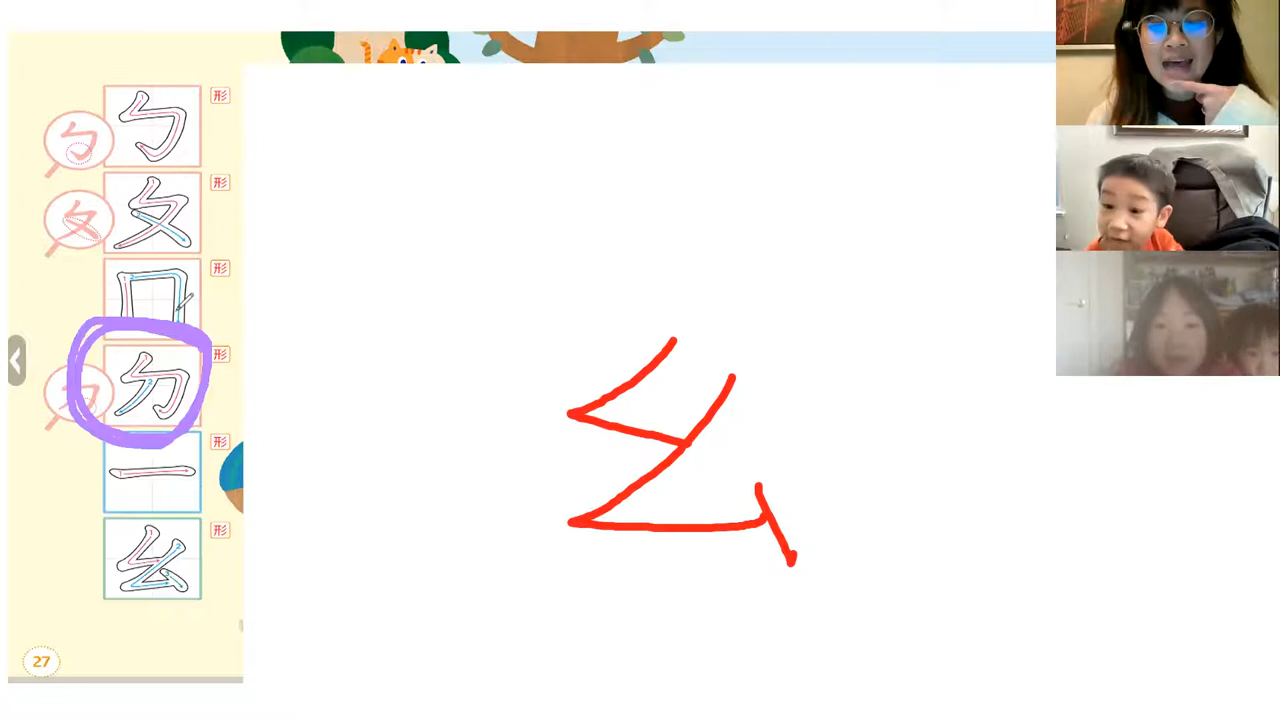 ㄅ 形
ㄅ
ㄆ 形
ㄆ
ㄇ 形
ㄉ 形
ㄉ
ㄧ 形
ㄠ 形
27
ㄠ